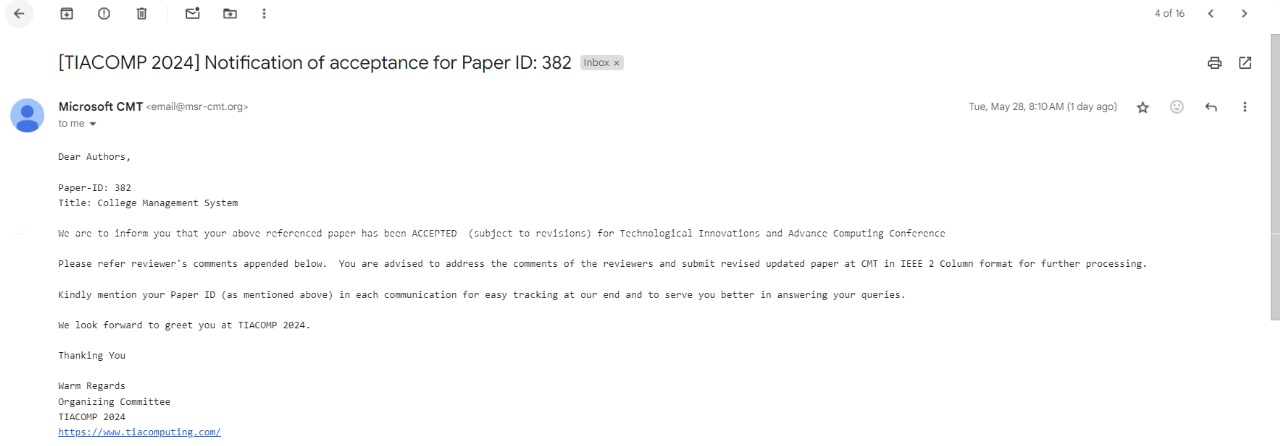 4 of 16
[TIACOMP 2024] Notification of acceptance for Paper ID: 382 Inbox ×
Microsoft CMT <email@msr-cmt.org>
Tue, May 28, 8:10 AM (1 day ago)
to me
Dear Authors,
Paper-ID: 382
Title: College Management System
We are to inform you that your above referenced paper has been ACCEPTED  (subject to revisions) for Technological Innovations and Advance Computing Conference
Please refer reviewer's comments appended below.  You are advised to address the comments of the reviewers and submit revised updated paper at CMT in IEEE 2 Column format for further processing.
Kindly mention your Paper ID (as mentioned above) in each communication for easy tracking at our end and to serve you better in answering your queries.
We look forward to greet you at TIACOMP 2024.
Thanking You
Warm Regards
Organizing Committee
TIACOMP 2024
https://www.tiacomputing.com/